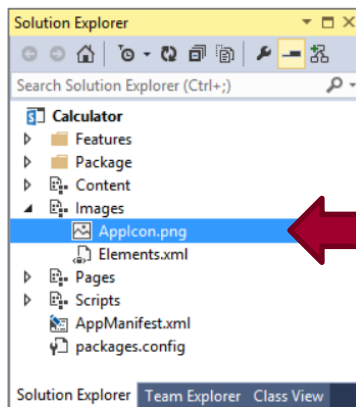 Solution Explorer
Search Solution Explorer (Ctrl+;)
Calculator
Features
Package
Content
Images
AppIcon.png
Elements.xml
Pages
Scripts
AppManifest.xml
packages.config
Solution Explorer Team Explorer Class View